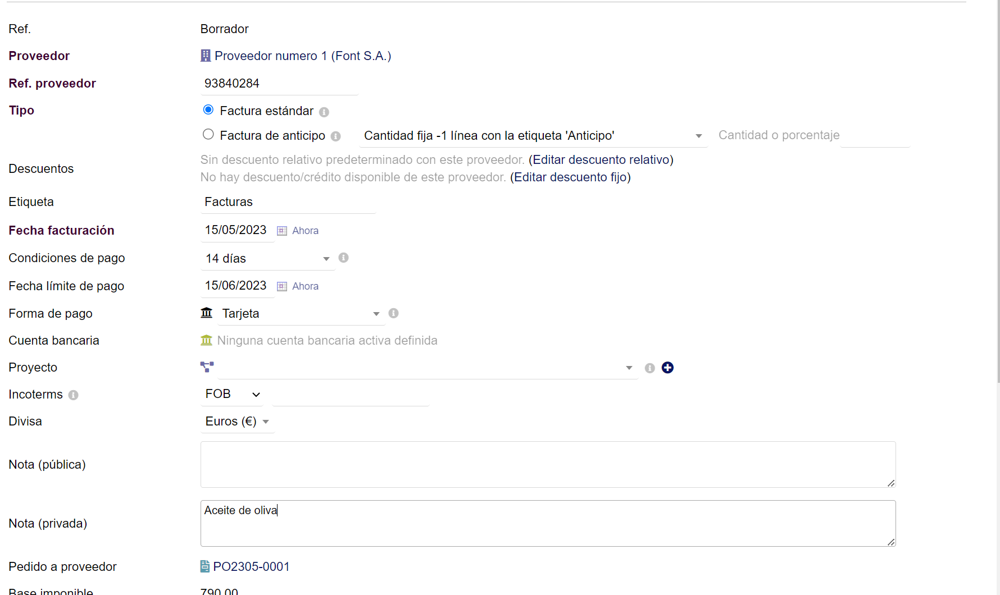 Ref. Borrador
Proveedor Proveedor numero 1 (Font S.A.)
Ref. proveedor 93840284
Tipo Factura estándar
Factura de anticipo Cantidad fija -1 línea con la etiqueta 'Anticipo' Cantidad o porcentaje
Descuentos
Sin descuento relativo predeterminado con este proveedor. (Editar descuento relativo)
No hay descuento/crédito disponible de este proveedor. (Editar descuento fijo)
Etiqueta Facturas
Fecha facturación 15/05/2023 Ahora
Condiciones de pago 14 días
Fecha límite de pago 15/06/2023 Ahora
Forma de pago Tarjeta
Cuenta bancaria Ninguna cuenta bancaria activa definida
Proyecto
Incoterms FOB
Divisa Euros (€)
Nota (pública)
Nota (privada) Aceite de oliva
Pedido a proveedor PO2305-0001
Base imponible 790,00